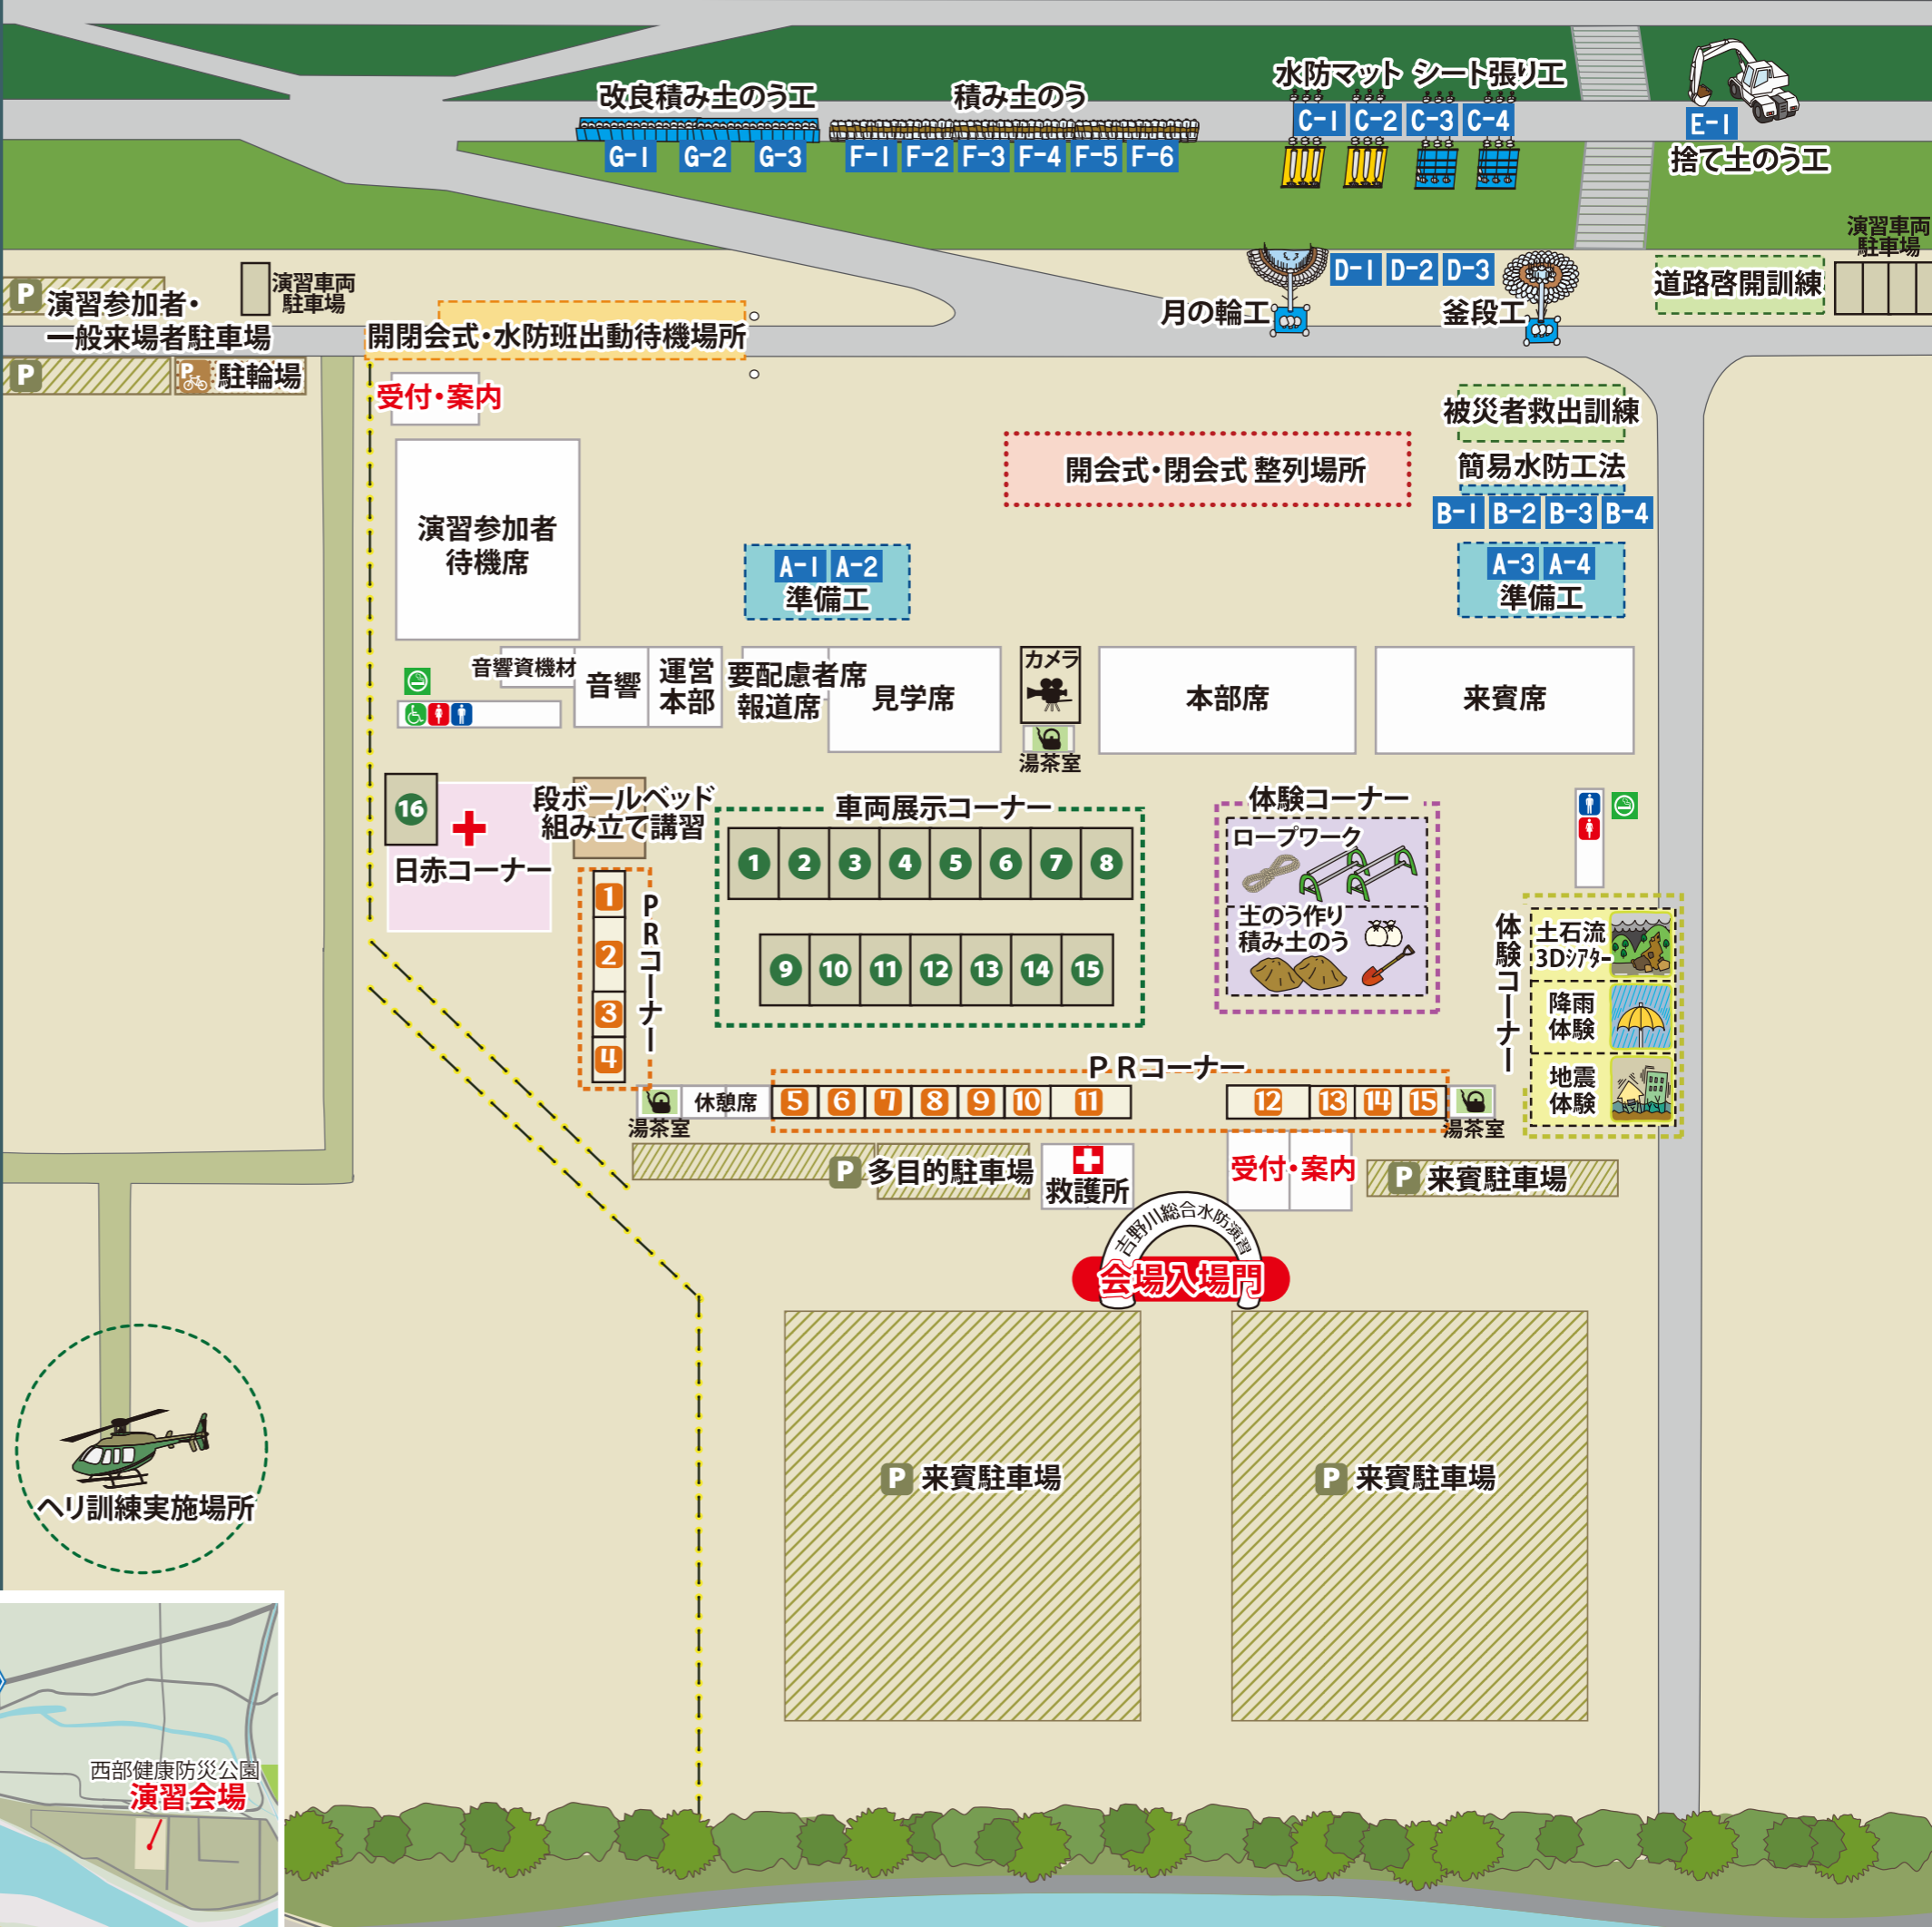 水防マット シート張り工
改良積み土のう工
積み土のう
C-1 C-2 C-3 C-4
E-1
G-1 G-2 G-3
F-1 F-2 F-3 F-4 F-5 F-6
捨て土のう工
演習車両
駐車場
P
演習参加者・
一般来場者駐車場
演習車両
駐車場
D-1 D-2 D-3
道路啓開訓練
月の輪工
釜段工
開閉会式・水防班出動待機場所
P
P
駐輪場
受付・案内
被災者救出訓練
開会式・閉会式 整列場所
簡易水防工法
B-1 B-2 B-3 B-4
演習参加者
待機席
A-1 A-2
準備工
A-3 A-4
準備工
音響資機材
音響
運営
本部
要配慮者席
報道席
見学席
カメラ
湯茶室
本部席
来賓席
16
日赤コーナー
段ボールベッド
組み立て講習
車両展示コーナー
1 2 3 4 5 6 7 8
9 10 11 12 13 14 15
体験コーナー
ロープワーク
土のう作り
積み土のう
PRコーナー
1
2
3
4
体験コーナー
土石流
3Dシアター
降雨
体験
地震
体験
PRコーナー
湯茶室
休憩席
5 6 7 8 9 10 11
12 13 14 15
湯茶室
P 多目的駐車場
救護所
受付・案内
P 来賓駐車場
吉野川総合水防演習
会場入場門
P 来賓駐車場
P 来賓駐車場
ヘリ訓練実施場所
西部健康防災公園
演習会場